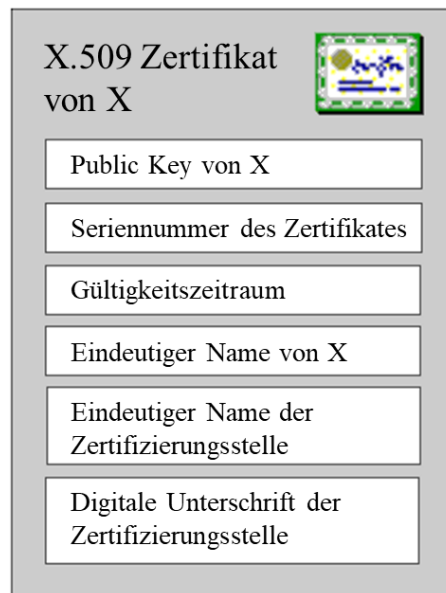 X.509 Zertifikat
von X
Public Key von X
Seriennummer des Zertifikates
Gültigkeitszeitraum
Eindeutiger Name von X
Eindeutiger Name der
Zertifizierungsstelle
Digitale Unterschrift der
Zertifizierungsstelle